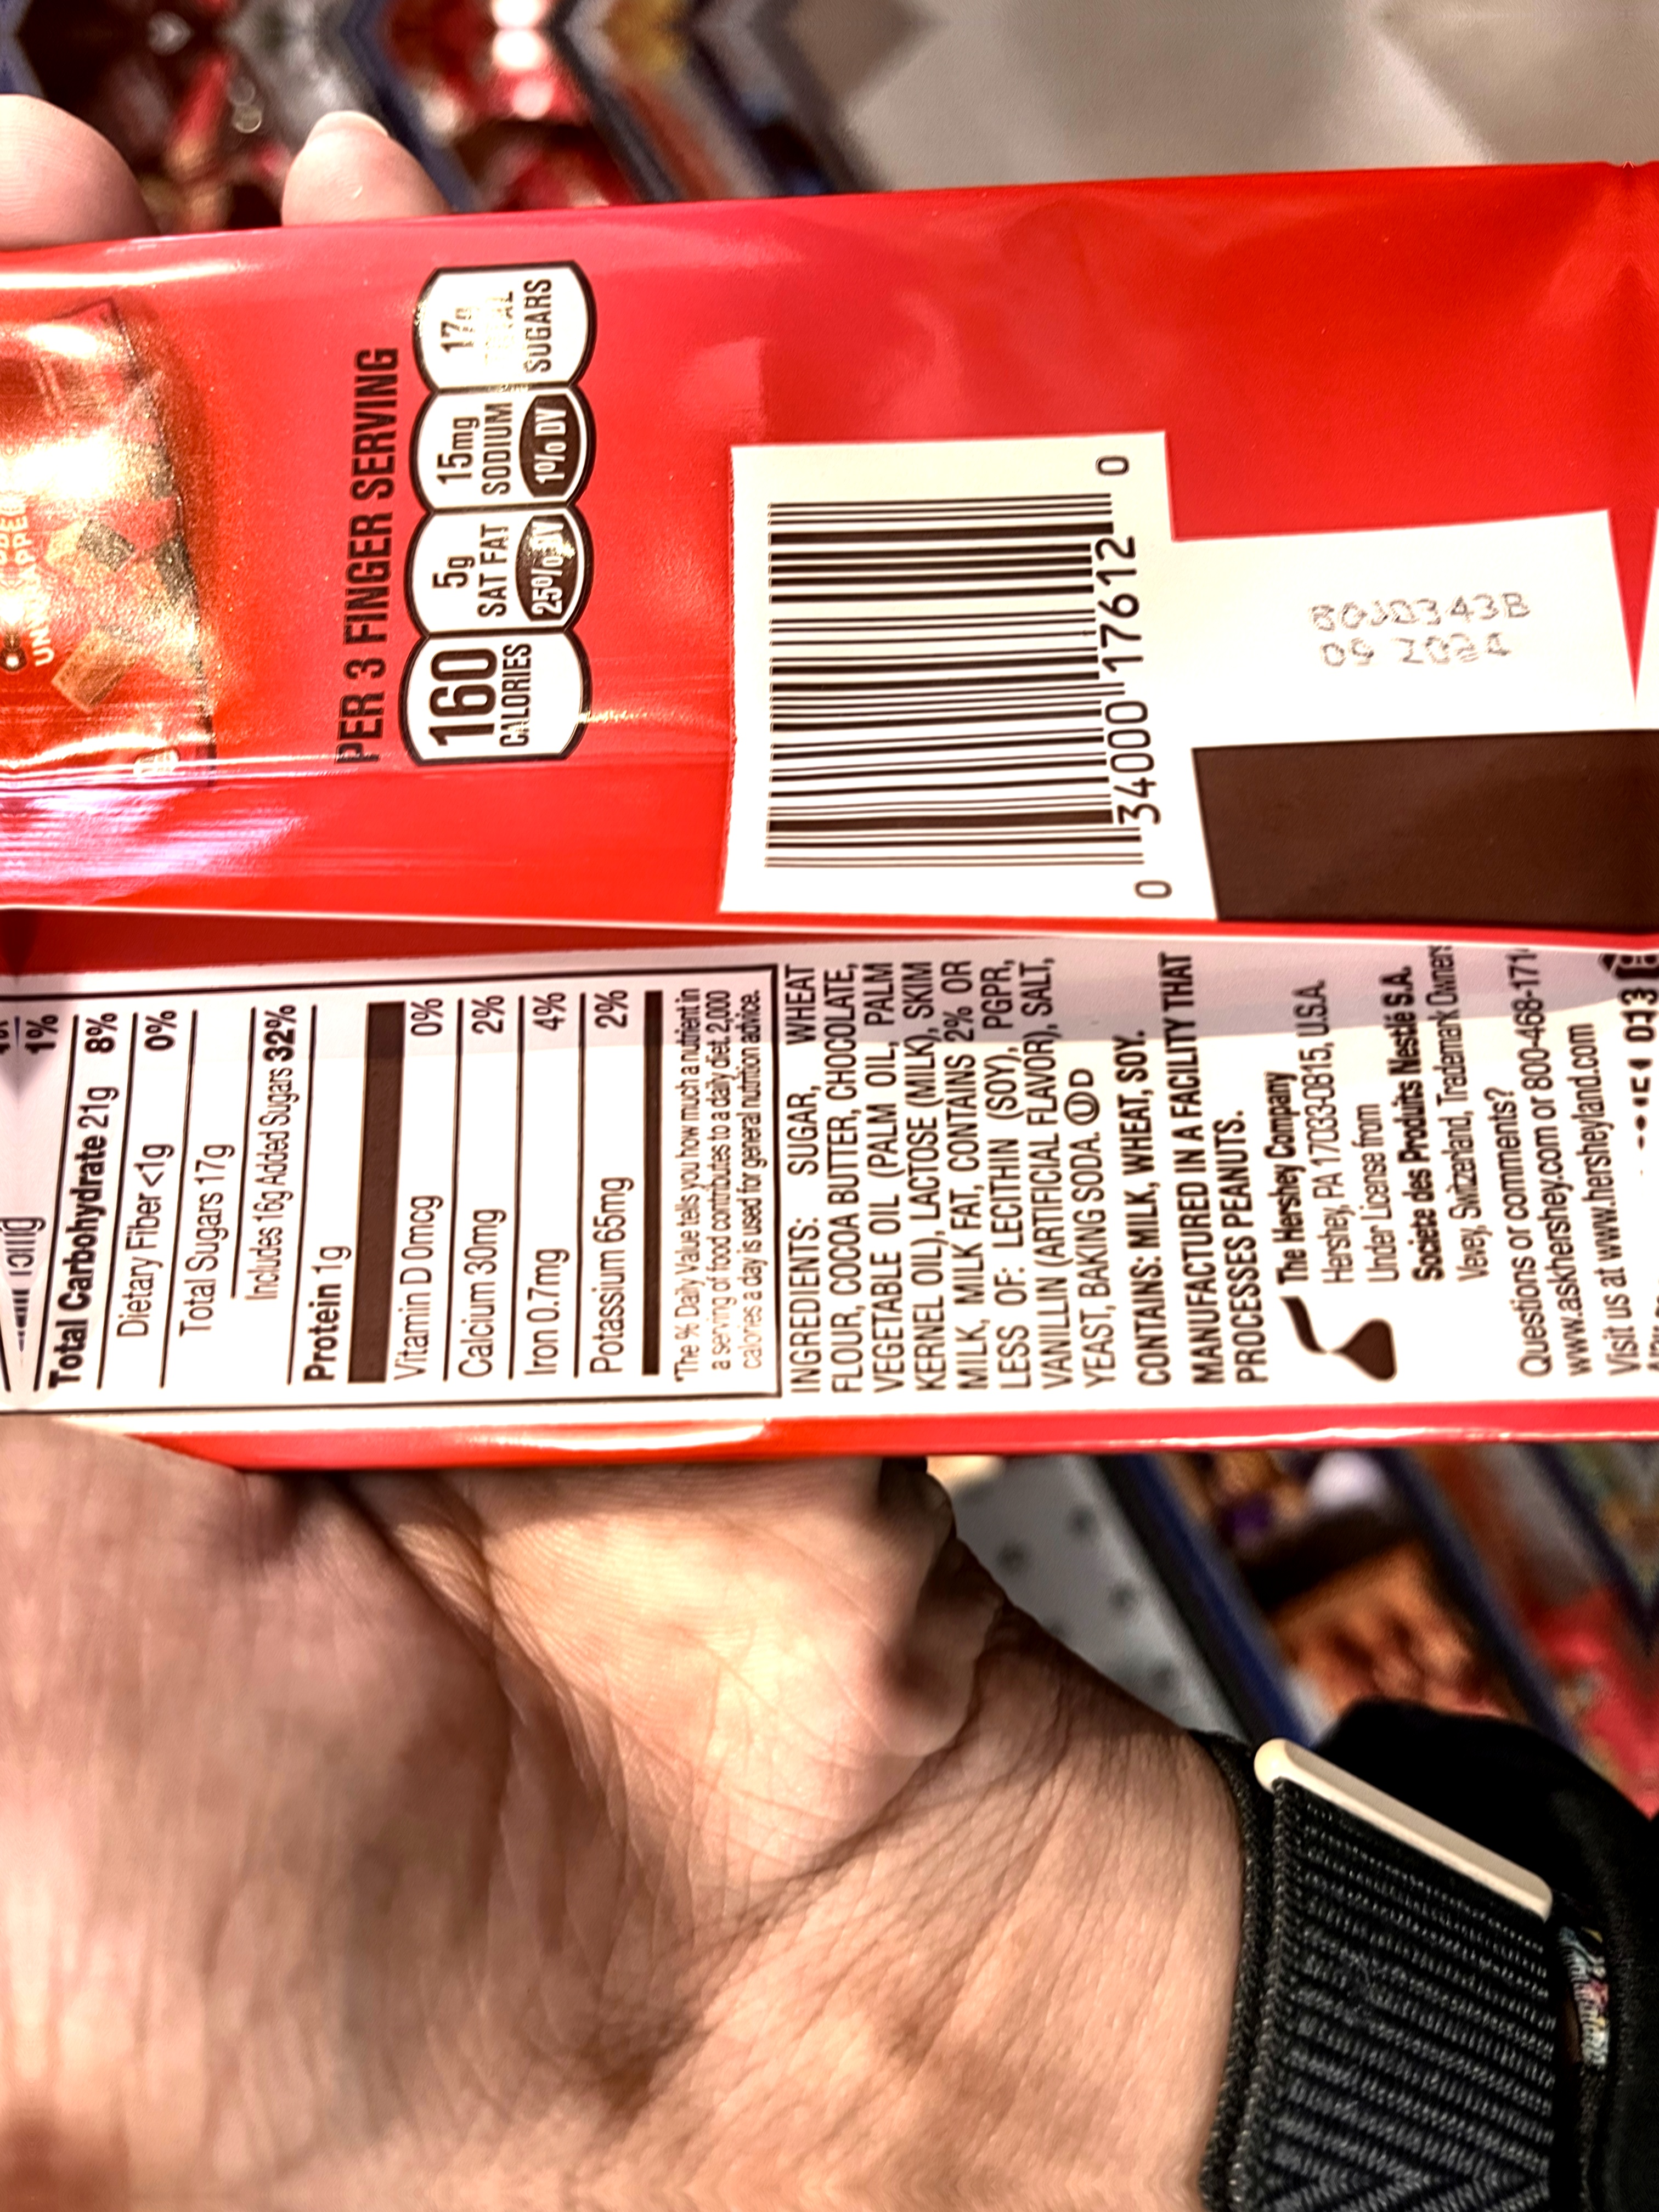 PER 3 FINGER SERVING
160
CALORIES
5g
SAT FAT
25% DV
15mg
SODIUM
1% DV
17g
TOTAL
SUGARS
0 34000 17612 0
09 2024
1%
Total Carbohydrate 21g 8%
Dietary Fiber <1g 0%
Total Sugars 17g
Includes 16g Added Sugars 32%
Protein 1g
Vitamin D 0mcg 0%
Calcium 30mg 2%
Iron 0.7mg 4%
Potassium 65mg 2%
*The % Daily Value tells you how much a nutrient in
a serving of food contributes to a daily diet. 2,000
calories a day is used for general nutrition advice.
INGREDIENTS: SUGAR, WHEAT
FLOUR, COCOA BUTTER, CHOCOLATE,
VEGETABLE OIL (PALM OIL, PALM
KERNEL OIL), LACTOSE (MILK), SKIM
MILK, MILK FAT, CONTAINS 2% OR
LESS OF: LECITHIN (SOY), PGPR,
VANILLIN (ARTIFICIAL FLAVOR), SALT,
YEAST, BAKING SODA. Ⓤ D
CONTAINS: MILK, WHEAT, SOY.
MANUFACTURED IN A FACILITY THAT
PROCESSES PEANUTS.
The Hershey Company
Hershey, PA 17033-0815, U.S.A.
Under License from
Societe des Produits Nestlé S.A.
Vevey, Switzerland, Trademark Owners
Questions or comments?
www.askhershey.com or 800-468-171
Visit us at www.hersheyland.com